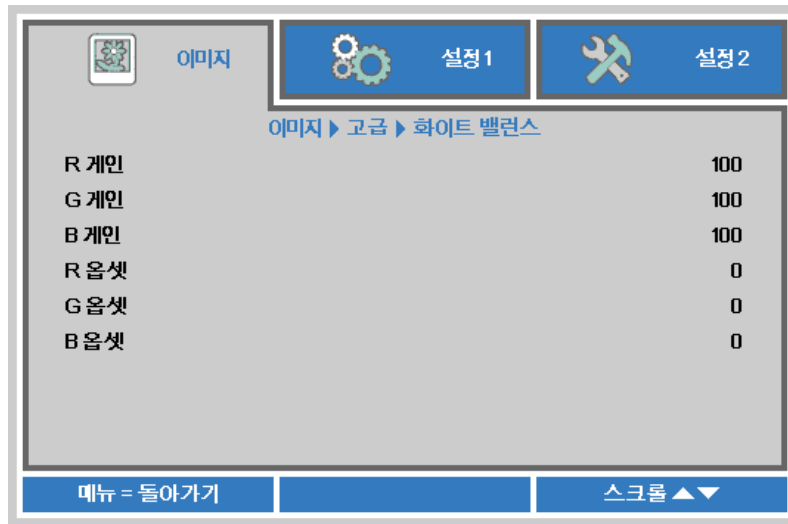 이미지 설정1 설정2
이미지 ▶ 고급 ▶ 화이트 밸런스
R 게인 100
G 게인 100
B 게인 100
R 옵셋 0
G 옵셋 0
B 옵셋 0
메뉴 = 돌아가기 스크롤 ▲▼